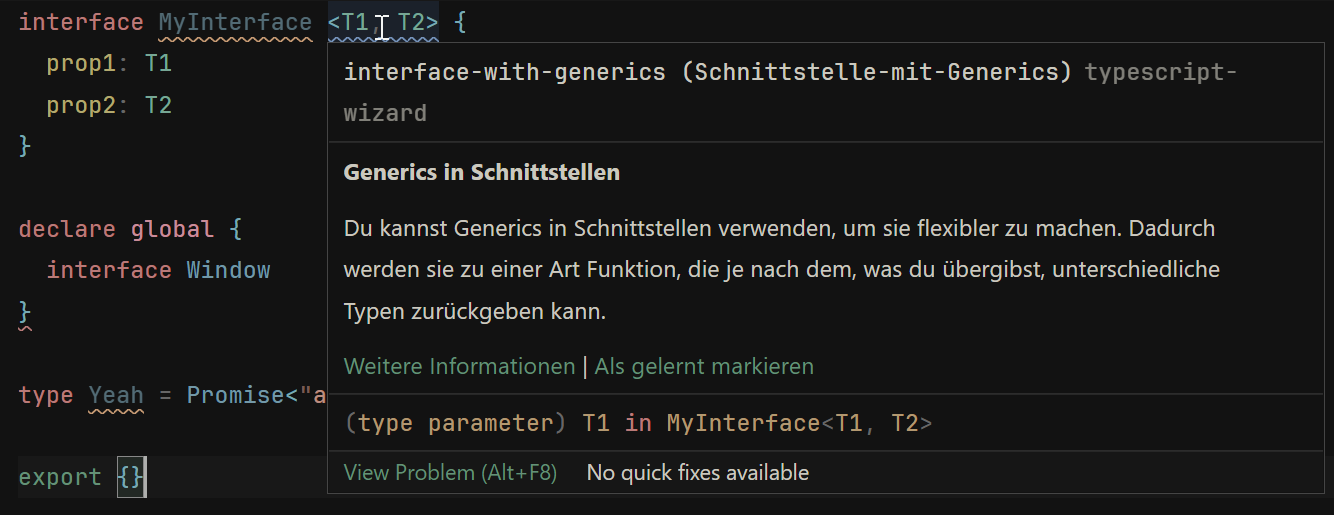 interface MyInterface <T1, T2> {
prop1: T1
prop2: T2
}
interface-with-generics (Schnittstelle-mit-Generics) typescript-
wizard
Generics in Schnittstellen
Du kannst Generics in Schnittstellen verwenden, um sie flexibler zu machen. Dadurch
werden sie zu einer Art Funktion, die je nach dem, was du übergibst, unterschiedliche
Typen zurückgeben kann.
Weitere Informationen | Als gelernt markieren
(type parameter) T1 in MyInterface<T1, T2>
View Problem (Alt+F8) No quick fixes available
declare global {
interface Window
}
type Yeah = Promise<"a
export {}